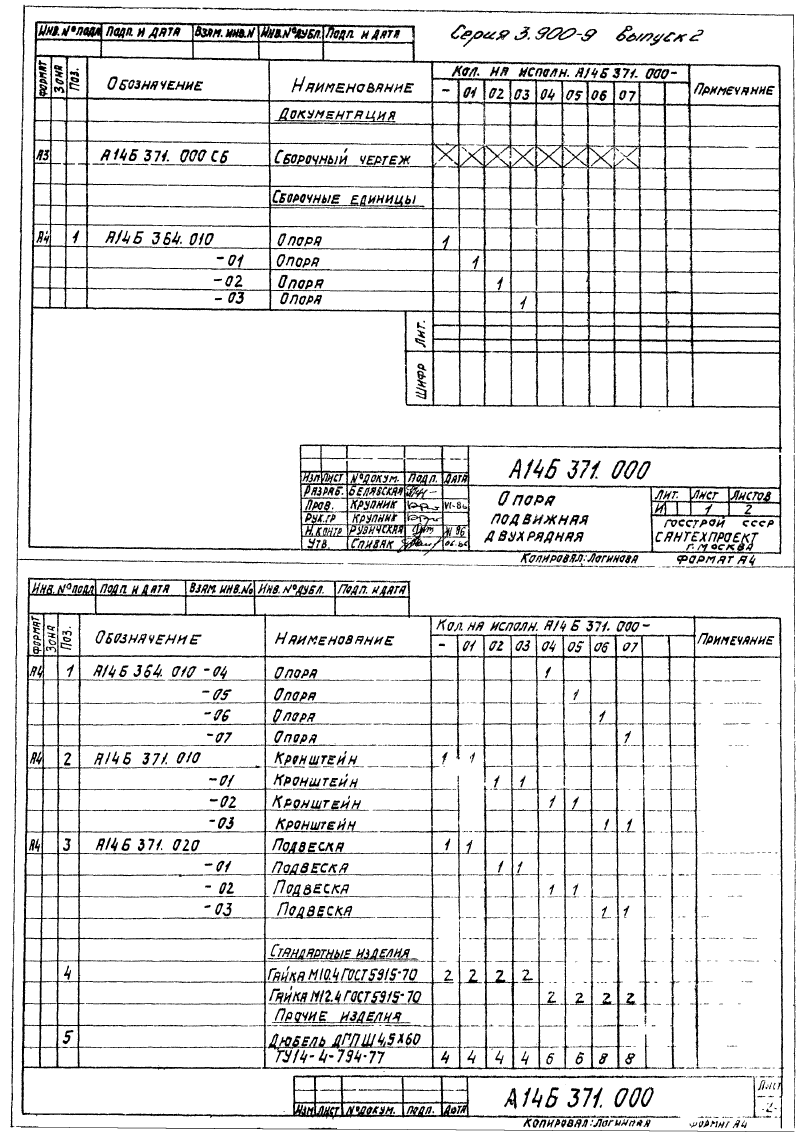 Серия 3.900-9 Выпуск 2
Инв. № подл. Подп. и дата Взам. инв. № Инв. № дубл. Подп. и дата
Формат Зона Поз. Обозначение Наименование Кол. на исполн. А14Б 371.000- Примечание
- 01 02 03 04 05 06 07
Документация
А3 А14Б 371.000 СБ Сборочный чертеж
Сборочные единицы
А4 1 А14Б 364.010 Опора 1
-01 Опора 1
-02 Опора 1
-03 Опора 1
Лит.
Шифр
А14Б 371.000
Изм Лист № докум. Подп. Дата
Разраб. Белявская
Пров. Крупник VI-86
Рук.гр Крупник
Н.контр Рузичская
Утв. Спивак
Опора
подвижная
двухрядная
Лит. Лист Листов
И 1 2
Госстрой СССР
Сантехпроект
г. Москва
Копировал: Логинова Формат А4
Инв. № подл. Подп. и дата Взам. инв. № Инв. № дубл. Подп. и дата
Формат Зона Поз. Обозначение Наименование Кол. на исполн. А14Б 371.000- Примечание
- 01 02 03 04 05 06 07
А4 1 А14Б 364.010 -04 Опора 1
-05 Опора 1
-06 Опора 1
-07 Опора 1
А4 2 А14Б 371.010 Кронштейн 1 1
-01 Кронштейн 1 1
-02 Кронштейн 1 1
-03 Кронштейн 1 1
А4 3 А14Б 371.020 Подвеска 1 1
-01 Подвеска 1 1
-02 Подвеска 1 1
-03 Подвеска 1 1
Стандартные изделия
4 Гайка М10.4 ГОСТ 5915-70 2 2 2 2
Гайка М12.4 ГОСТ 5915-70 2 2 2 2
Прочие изделия
5 Дюбель ДГПШ 4,5х60
ТУ14-4-794-77 4 4 4 4 6 6 8 8
Изм Лист № докум. Подп. Дата
А14Б 371.000
Лист
2
Копировал: Логинова Формат А4